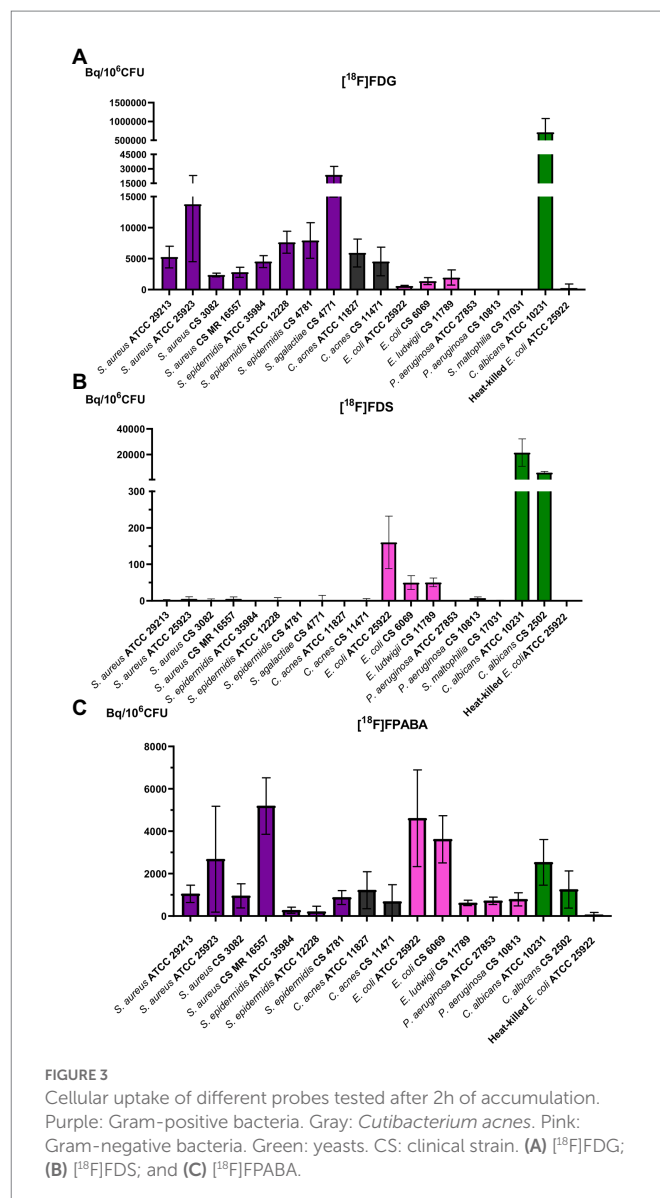 A
Bq/10⁶CFU
[¹⁸F]FDG
1500000
1000000
500000
45000
30000
15000
15000
10000
5000
0
S. aureus ATCC 29213
S. aureus ATCC 25923
S. aureus CS 3082
S. aureus CS MR 16557
S. epidermidis ATCC 35984
S. epidermidis ATCC 12228
S. epidermidis CS 4781
S. agalactiae CS 4771
C. acnes ATCC 11827
C. acnes CS 11471
E. coli ATCC 25922
E. coli CS 6069
E. ludwigii CS 11789
P. aeruginosa ATCC 27853
P. aeruginosa CS 10813
S. maltophilia CS 17031
C. albicans ATCC 10231
Heat-killed E. coli ATCC 25922
B
Bq/10⁶CFU
[¹⁸F]FDS
40000
20000
300
200
100
0
S. aureus ATCC 29213
S. aureus ATCC 25923
S. aureus CS 3082
S. aureus CS MR 16557
S. epidermidis ATCC 35984
S. epidermidis ATCC 12228
S. epidermidis CS 4781
S. agalactiae CS 4771
C. acnes ATCC 11827
C. acnes CS 11471
E. coli ATCC 25922
E. coli CS 6069
E. ludwigii CS 11789
P. aeruginosa ATCC 27853
P. aeruginosa CS 10813
S. maltophilia CS 17031
C. albicans ATCC 10231
C. albicans CS 2502
Heat-killed E. coliATCC 25922
C
Bq/10⁶CFU
[¹⁸F]FPABA
8000
6000
4000
2000
0
S. aureus ATCC 29213
S. aureus ATCC 25923
S. aureus CS 3082
S. aureus CS MR 16557
S. epidermidis ATCC 35984
S. epidermidis ATCC 12228
S. epidermidis CS 4781
C. acnes ATCC 11827
C. acnes CS 11471
E. coli ATCC 25922
E. coli CS 6069
E. ludwigii CS 11789
P. aeruginosa ATCC 27853
P. aeruginosa CS 10813
C. albicans ATCC 10231
C. albicans CS 2502
Heat-killed E. coli ATCC 25922
FIGURE 3
Cellular uptake of different probes tested after 2h of accumulation.
Purple: Gram-positive bacteria. Gray: Cutibacterium acnes. Pink:
Gram-negative bacteria. Green: yeasts. CS: clinical strain. (A) [¹⁸F]FDG;
(B) [¹⁸F]FDS; and (C) [¹⁸F]FPABA.